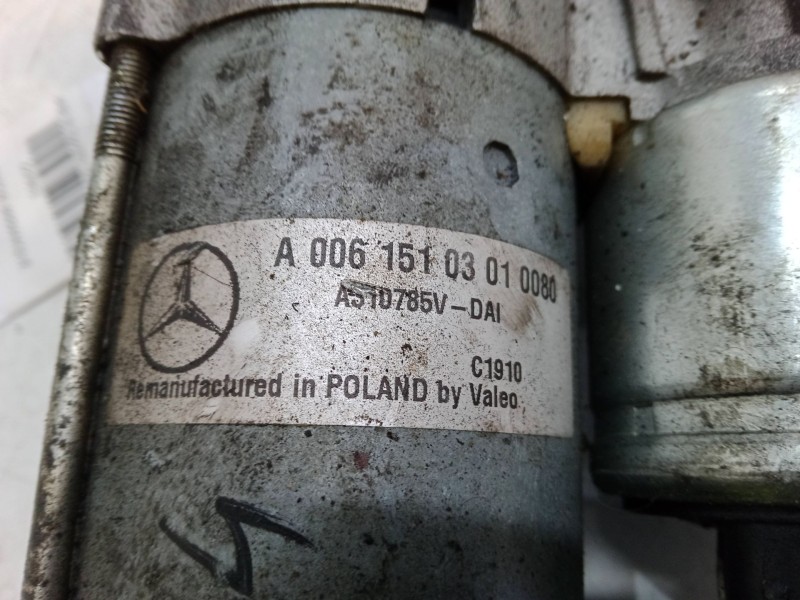 A 006 151 03 01 0080
AS10785V-DAI
C1910
Remanufactured in POLAND by Valeo